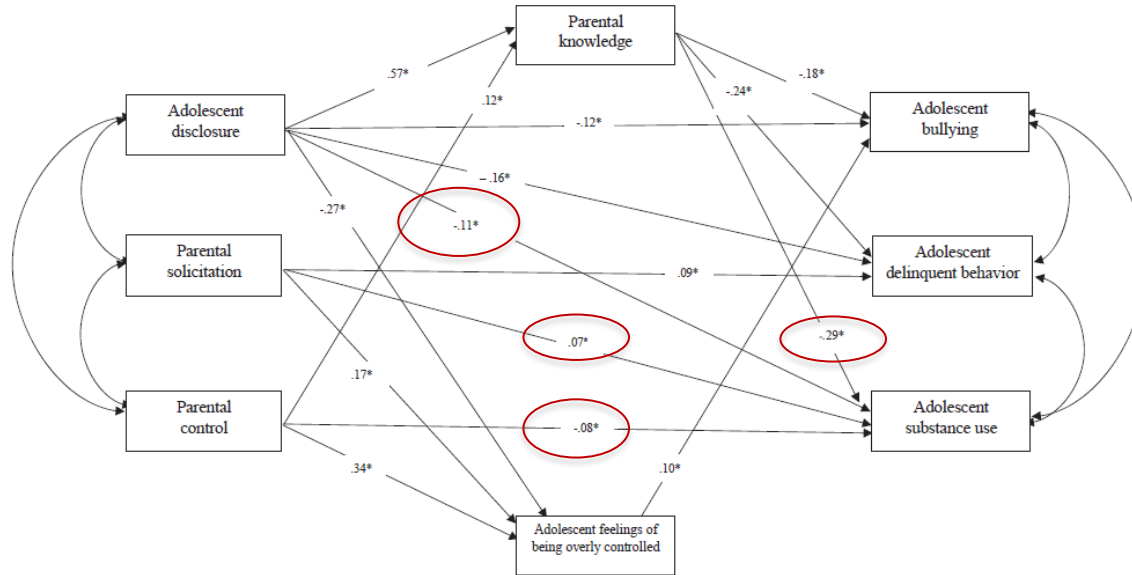 Parental
knowledge
.57*
-.18*
.12*
-.24*
Adolescent
disclosure
-.12*
Adolescent
bullying
– .16*
-.27*
-.11*
Parental
solicitation
.09*
Adolescent
delinquent behavior
.07*
-.29*
.17*
Parental
control
-.08*
Adolescent
substance use
.34*
.10*
Adolescent feelings of
being overly controlled